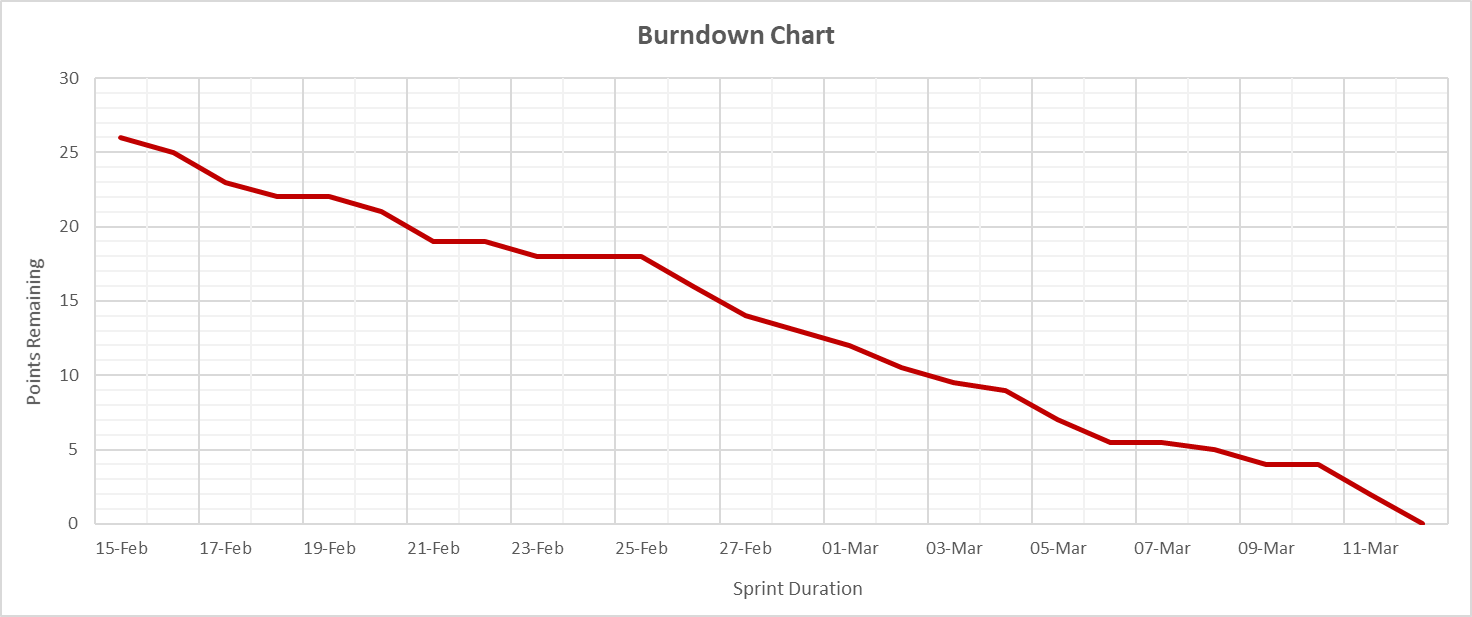 Burndown Chart
30
25
20
15
10
5
0
Points Remaining
15-Feb 17-Feb 19-Feb 21-Feb 23-Feb 25-Feb 27-Feb 01-Mar 03-Mar 05-Mar 07-Mar 09-Mar 11-Mar
Sprint Duration